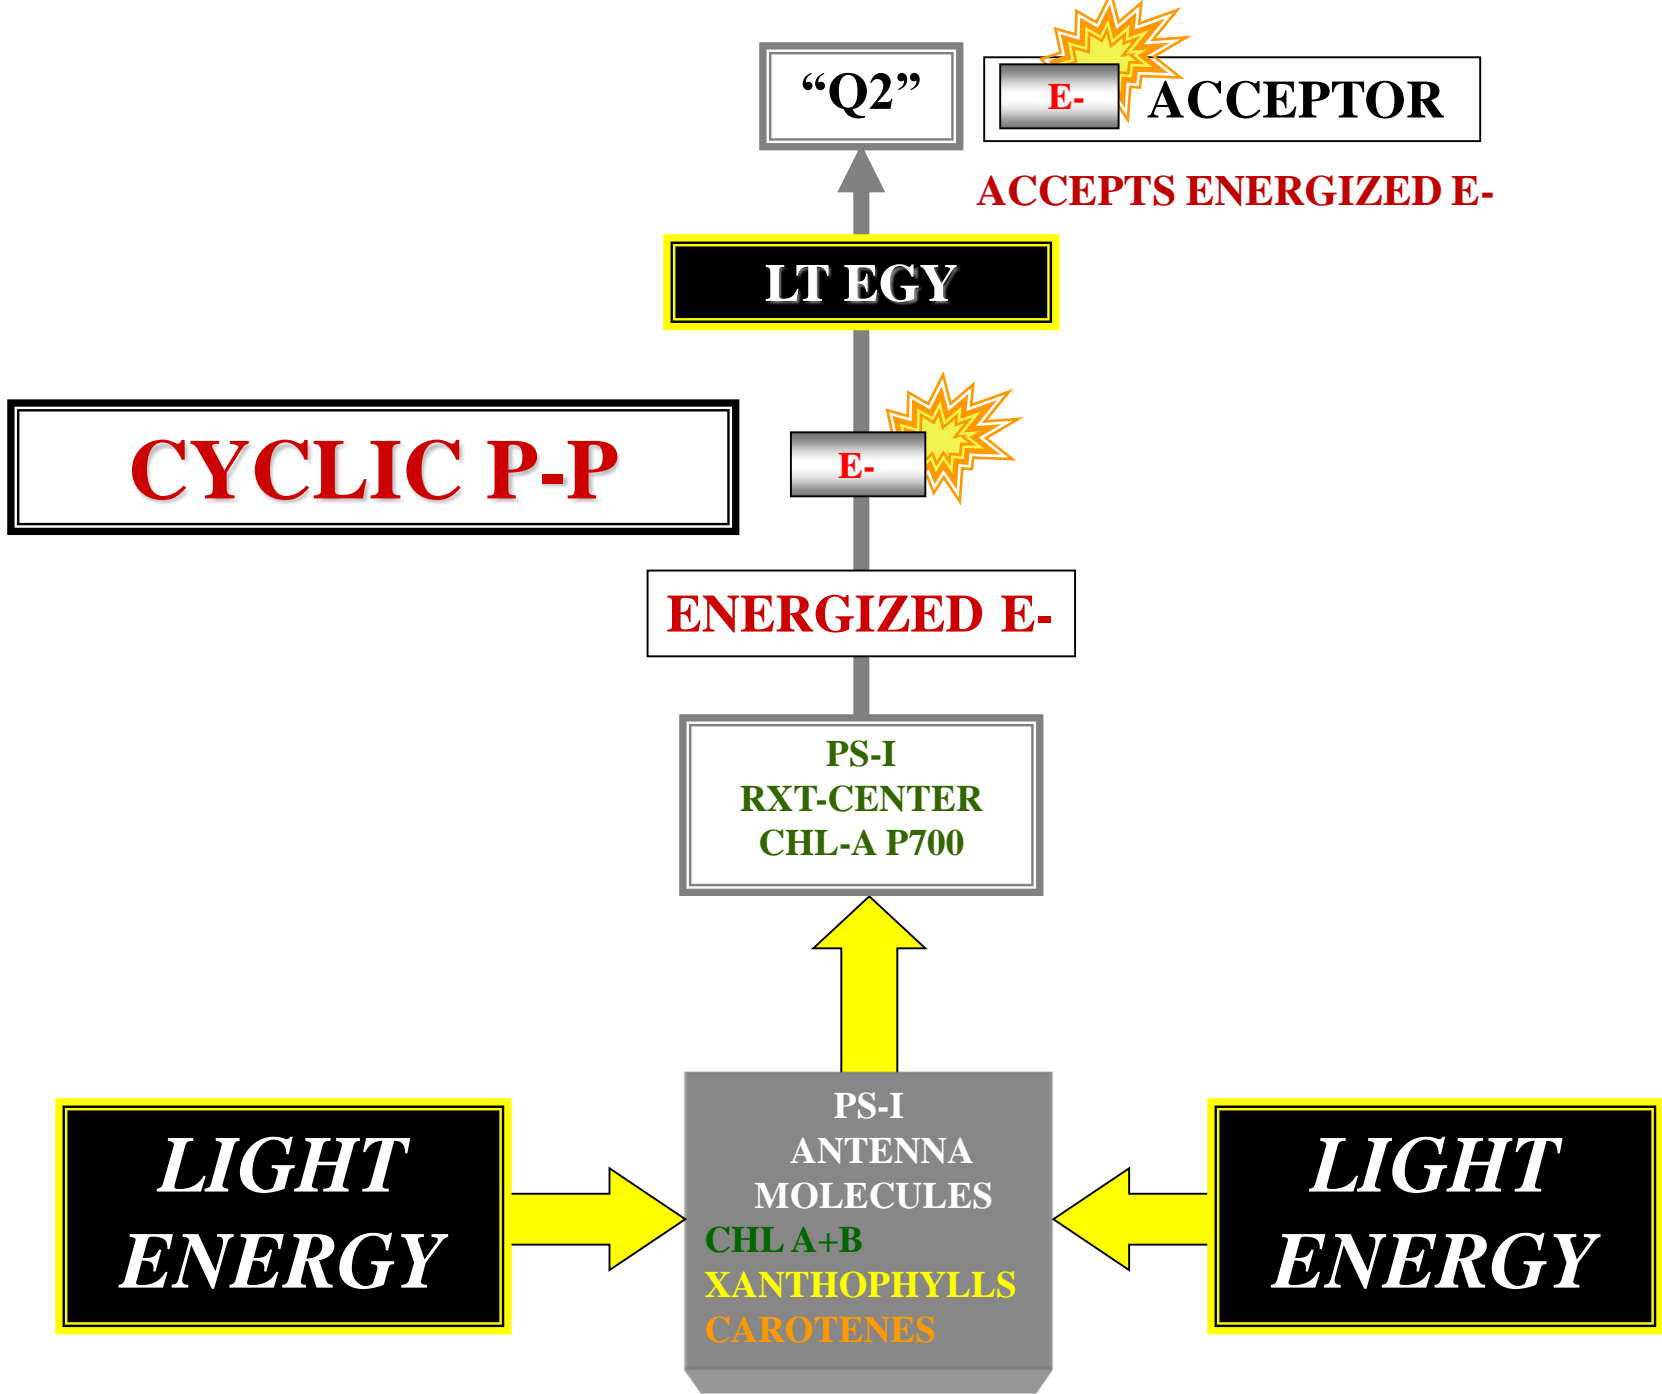 “Q2”
E- ACCEPTOR
ACCEPTS ENERGIZED E-
LT EGY
CYCLIC P-P
E-
ENERGIZED E-
PS-I
RXT-CENTER
CHL-A P700
LIGHT
ENERGY
PS-I
ANTENNA
MOLECULES
CHL A+B
XANTHOPHYLLS
CAROTENES
LIGHT
ENERGY